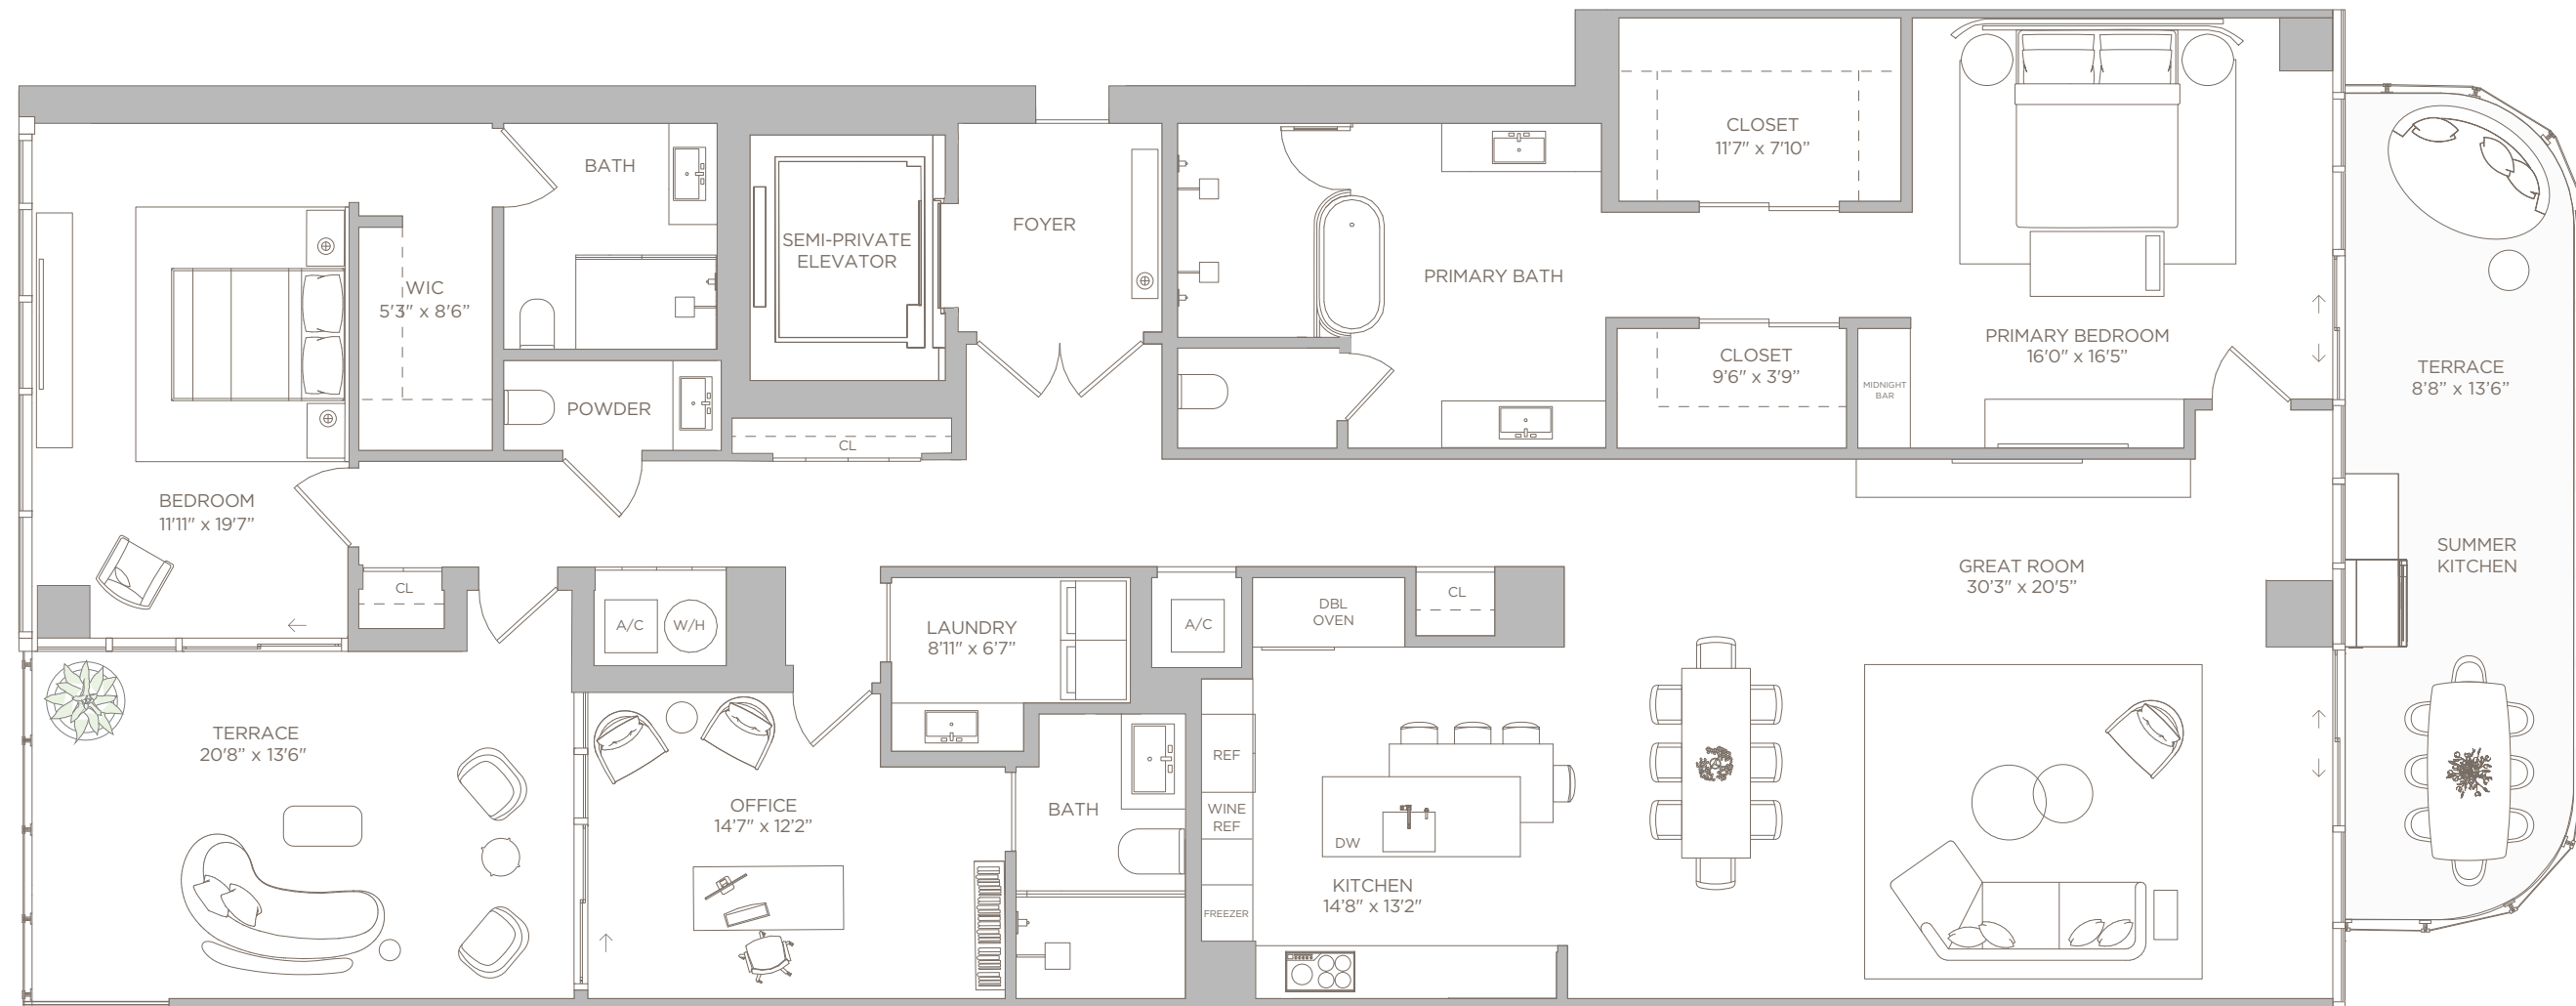 BATH
SEMI-PRIVATE
ELEVATOR
FOYER
WIC
5'3" x 8'6"
POWDER
CL
BEDROOM
11'11" x 19'7"
PRIMARY BATH
CLOSET
11'7" x 7'10"
CLOSET
9'6" x 3'9"
MIDNIGHT
BAR
PRIMARY BEDROOM
16'0" x 16'5"
TERRACE
8'8" x 13'6"
SUMMER
KITCHEN
CL
A/C
W/H
LAUNDRY
8'11" x 6'7"
A/C
DBL
OVEN
CL
GREAT ROOM
30'3" x 20'5"
TERRACE
20'8" x 13'6"
OFFICE
14'7" x 12'2"
BATH
REF
WINE
REF
FREEZER
DW
KITCHEN
14'8" x 13'2"